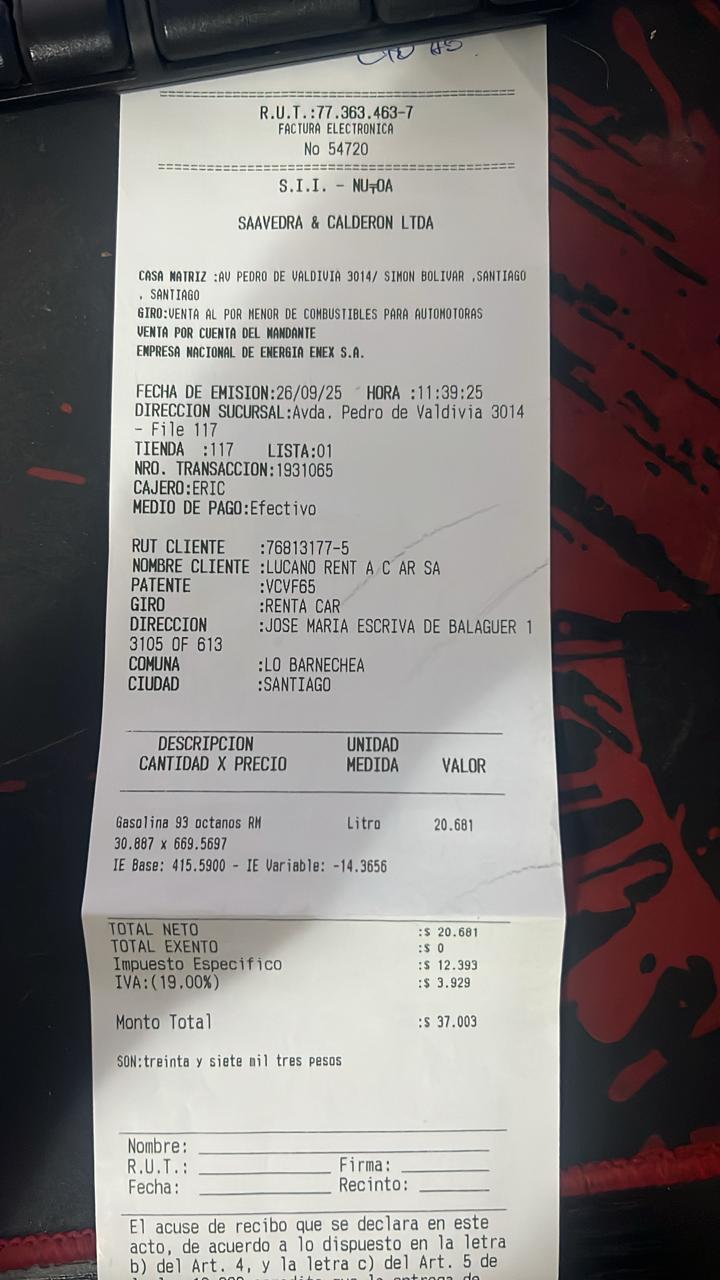 ===============================================
R.U.T.:77.363.463-7
FACTURA ELECTRONICA
No 54720
===============================================
S.I.I. - NUÑOA
SAAVEDRA & CALDERON LTDA
CASA MATRIZ :AV PEDRO DE VALDIVIA 3014/ SIMON BOLIVAR ,SANTIAGO
, SANTIAGO
GIRO:VENTA AL POR MENOR DE COMBUSTIBLES PARA AUTOMOTORAS
VENTA POR CUENTA DEL MANDANTE
EMPRESA NACIONAL DE ENERGIA ENEX S.A.
FECHA DE EMISION:26/09/25 HORA :11:39:25
DIRECCION SUCURSAL:Avda. Pedro de Valdivia 3014
- File 117
TIENDA :117 LISTA:01
NRO. TRANSACCION:1931065
CAJERO:ERIC
MEDIO DE PAGO:Efectivo
RUT CLIENTE :76813177-5
NOMBRE CLIENTE :LUCANO RENT A C AR SA
PATENTE :VCVF65
GIRO :RENTA CAR
DIRECCION :JOSE MARIA ESCRIVA DE BALAGUER 1
3105 OF 613
COMUNA :LO BARNECHEA
CIUDAD :SANTIAGO
DESCRIPCION UNIDAD
CANTIDAD X PRECIO MEDIDA VALOR
Gasolina 93 octanos RM Litro 20.681
30.887 x 669.5697
IE Base: 415.5900 - IE Variable: -14.3656
TOTAL NETO :$ 20.681
TOTAL EXENTO :$ 0
Impuesto Especifico :$ 12.393
IVA:(19.00%) :$ 3.929
Monto Total :$ 37.003
SON:treinta y siete mil tres pesos
Nombre:
R.U.T.: Firma:
Fecha: Recinto:
El acuse de recibo que se declara en este
acto, de acuerdo a lo dispuesto en la letra
b) del Art. 4, y la letra c) del Art. 5 de